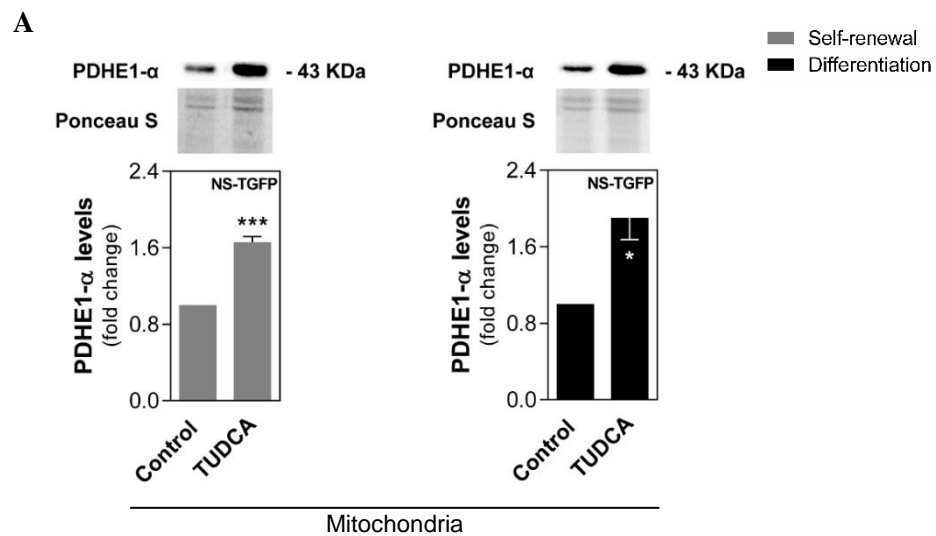 A
Self-renewal
Differentiation
PDHE1-α
- 43 KDa
Ponceau S
2.4
1.6
0.8
0.0
PDHE1-α levels
(fold change)
NS-TGFP
***
Control
TUDCA
PDHE1-α
- 43 KDa
Ponceau S
2.4
1.6
0.8
0.0
PDHE1-α levels
(fold change)
NS-TGFP
*
Control
TUDCA
Mitochondria